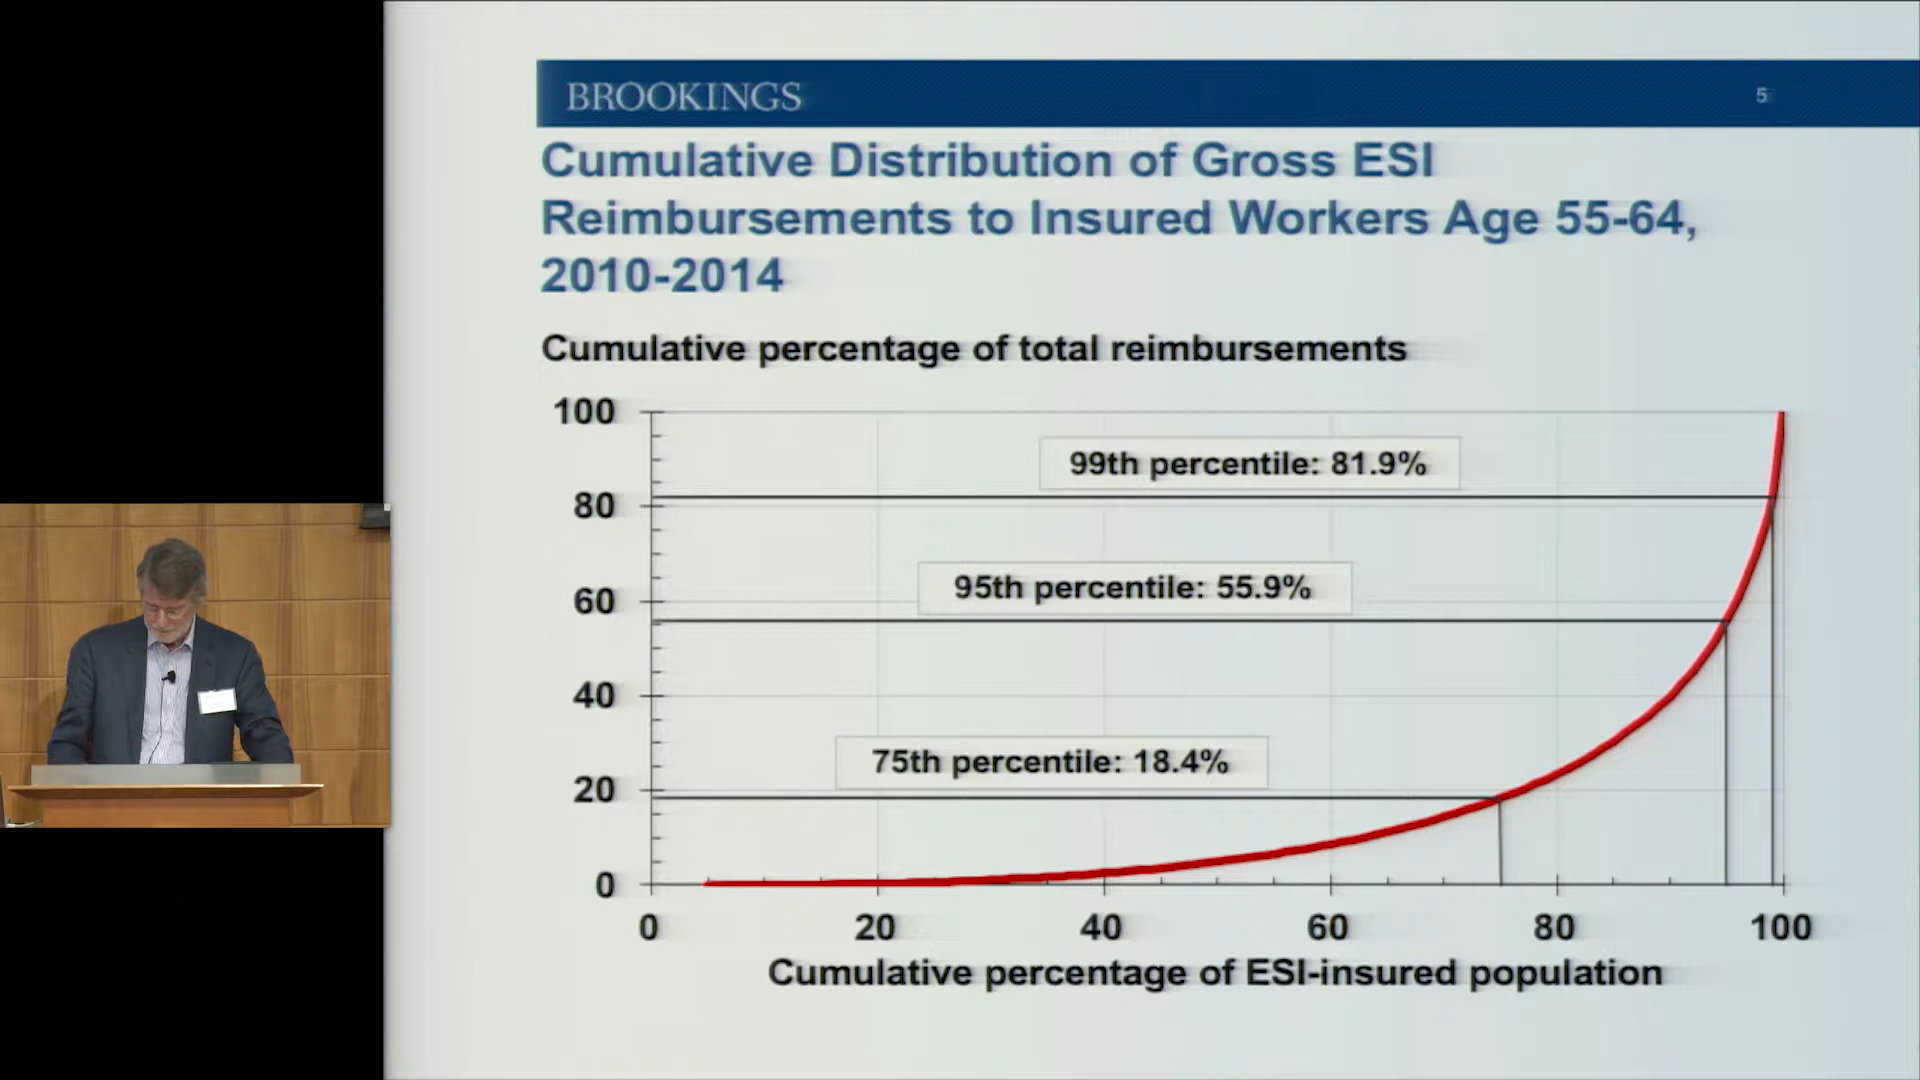 BROOKINGS
5
Cumulative Distribution of Gross ESI
Reimbursements to Insured Workers Age 55-64,
2010-2014
Cumulative percentage of total reimbursements
100
80
60
40
20
0
99th percentile: 81.9%
95th percentile: 55.9%
75th percentile: 18.4%
0 20 40 60 80 100
Cumulative percentage of ESI-insured population